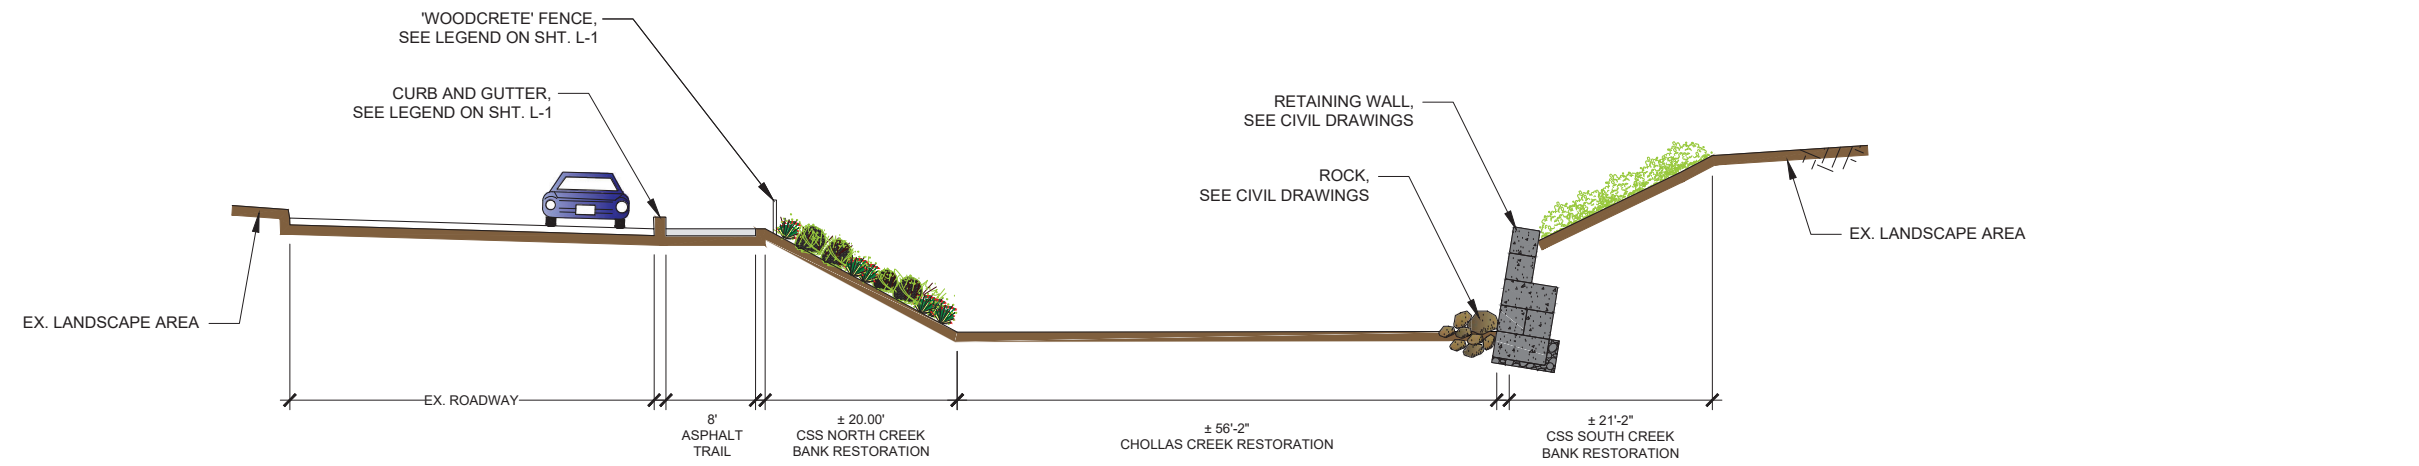 'WOODCRETE' FENCE,
SEE LEGEND ON SHT. L-1
CURB AND GUTTER,
SEE LEGEND ON SHT. L-1
RETAINING WALL,
SEE CIVIL DRAWINGS
ROCK,
SEE CIVIL DRAWINGS
EX. LANDSCAPE AREA
EX. LANDSCAPE AREA
EX. ROADWAY
8'
ASPHALT
TRAIL
± 20.00'
CSS NORTH CREEK
BANK RESTORATION
± 56'-2"
CHOLLAS CREEK RESTORATION
± 21'-2"
CSS SOUTH CREEK
BANK RESTORATION